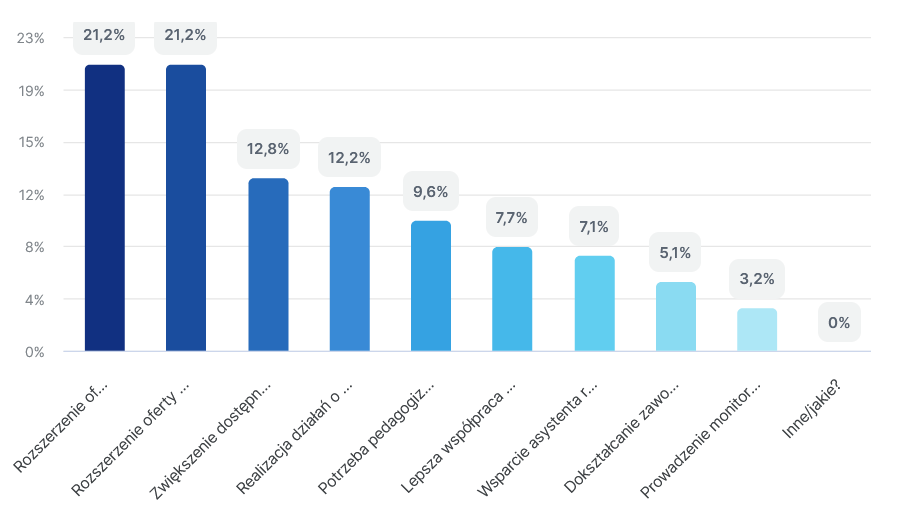 23%
19%
15%
12%
8%
4%
0%
21,2%
21,2%
12,8%
12,2%
9,6%
7,7%
7,1%
5,1%
3,2%
0%
Rozszerzenie of...
Rozszerzenie oferty ...
Zwiększenie dostępn...
Realizacja działań o ...
Potrzeba pedagogiz...
Lepsza współpraca ...
Wsparcie asystenta r...
Dokształcanie zawo...
Prowadzenie monitor...
Inne/jakie?